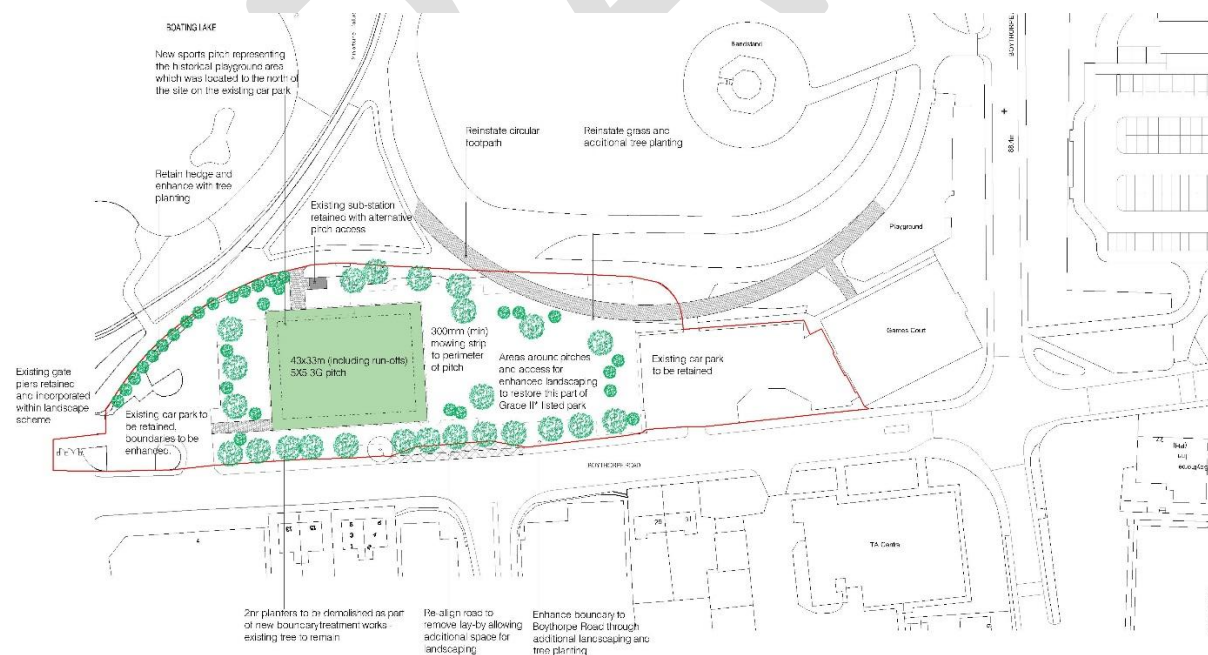 BOATING LAKE
New sports pitch representing
the historical playground area
which was located to the north of
the site on the existing car park
Bandstand
BOYTHORPE
88.4m
Reinstate circular
footpath
Reinstate grass and
additional tree planting
Retain hedge and
enhance with tree
planting
Existing sub-station
retained with alternative
pitch access
Playground
Games Court
43x33m (including run-offs)
5X5 3G pitch
300mm (min)
mowing strip
to perimeter
of pitch
Areas around pitches
and access for
enhanced landscaping
to restore this part of
Grade II* listed park
Existing car park
to be retained
Existing gate
piers retained
and incorporated
within landscape
scheme
Existing car park to
be retained,
boundaries to be
enhanced.
BOYTHORPE ROAD
13
15
26
TA Centre
2nr planters to be demolished as part
of new boundary treatment works -
existing tree to remain
Re-align road to
remove lay-by allowing
additional space for
landscaping
Enhance boundary to
Boythorpe Road through
additional landscaping and
tree planting